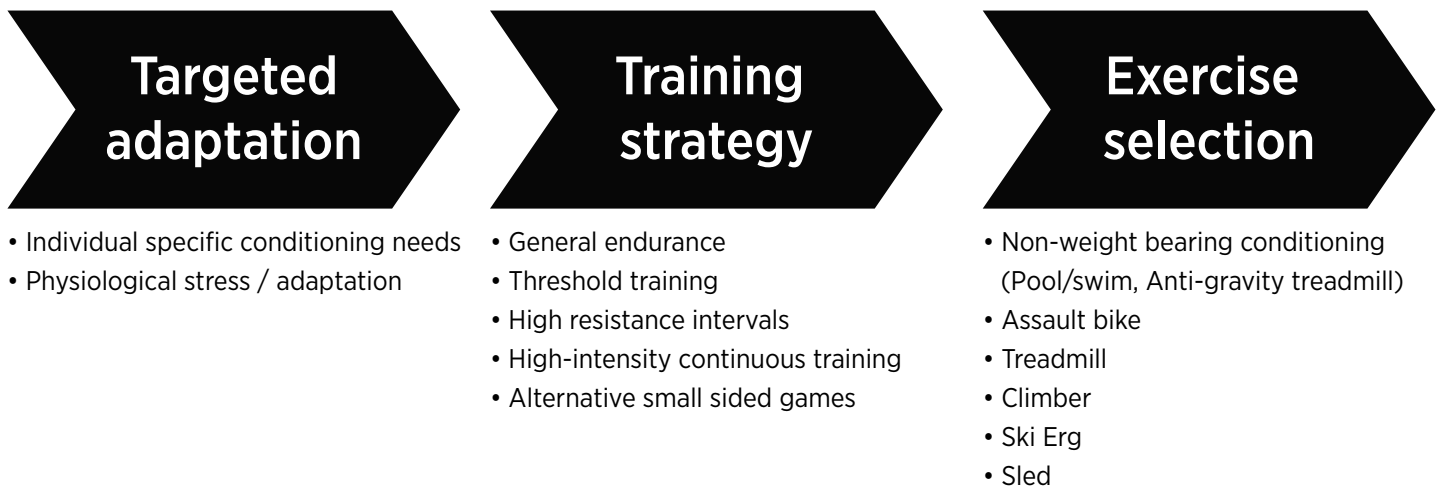 Targeted
adaptation
• Individual specific conditioning needs
• Physiological stress / adaptation
Training
strategy
• General endurance
• Threshold training
• High resistance intervals
• High-intensity continuous training
• Alternative small sided games
Exercise
selection
• Non-weight bearing conditioning
(Pool/swim, Anti-gravity treadmill)
• Assault bike
• Treadmill
• Climber
• Ski Erg
• Sled